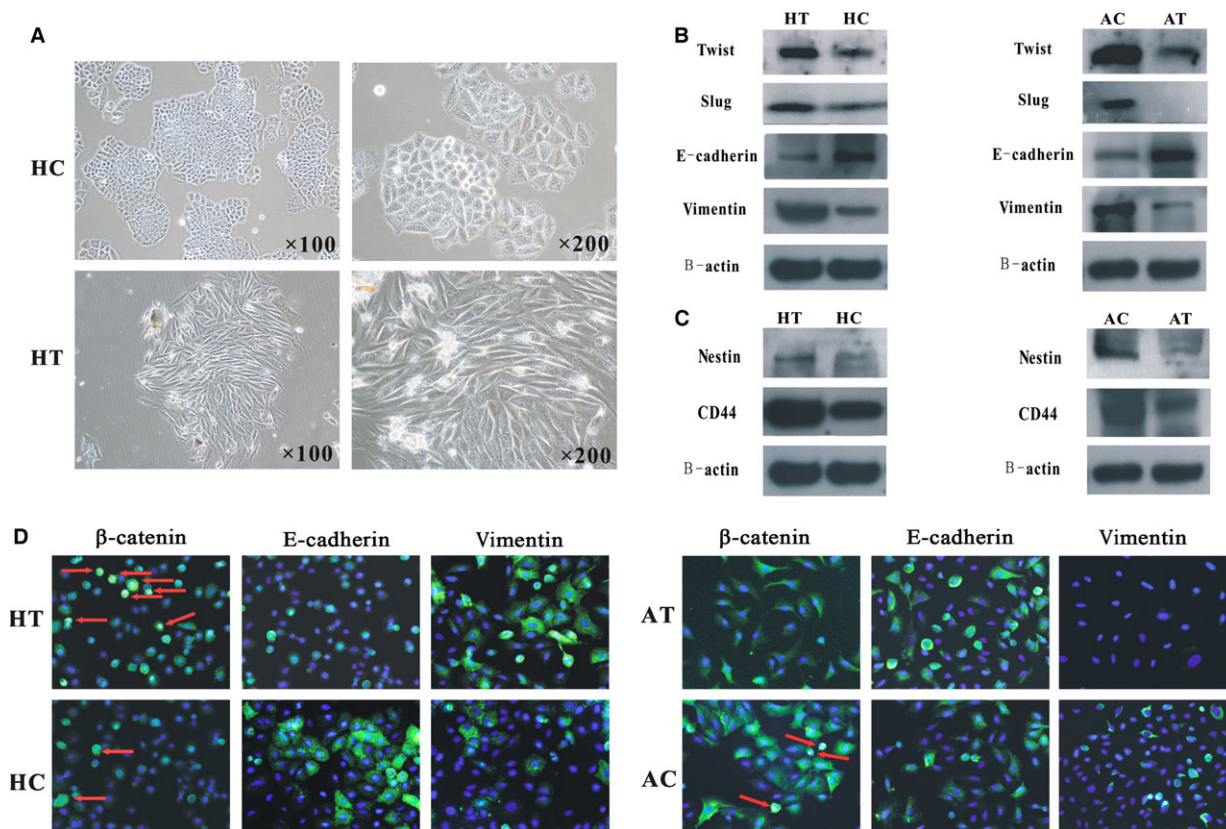 A
HC
×100
×200
HT
×100
×200
B
HT HC
Twist
Slug
E-cadherin
Vimentin
B-actin
AC AT
Twist
Slug
E-cadherin
Vimentin
B-actin
C
HT HC
Nestin
CD44
B-actin
AC AT
Nestin
CD44
B-actin
D
β-catenin E-cadherin Vimentin
HT
HC
β-catenin E-cadherin Vimentin
AT
AC